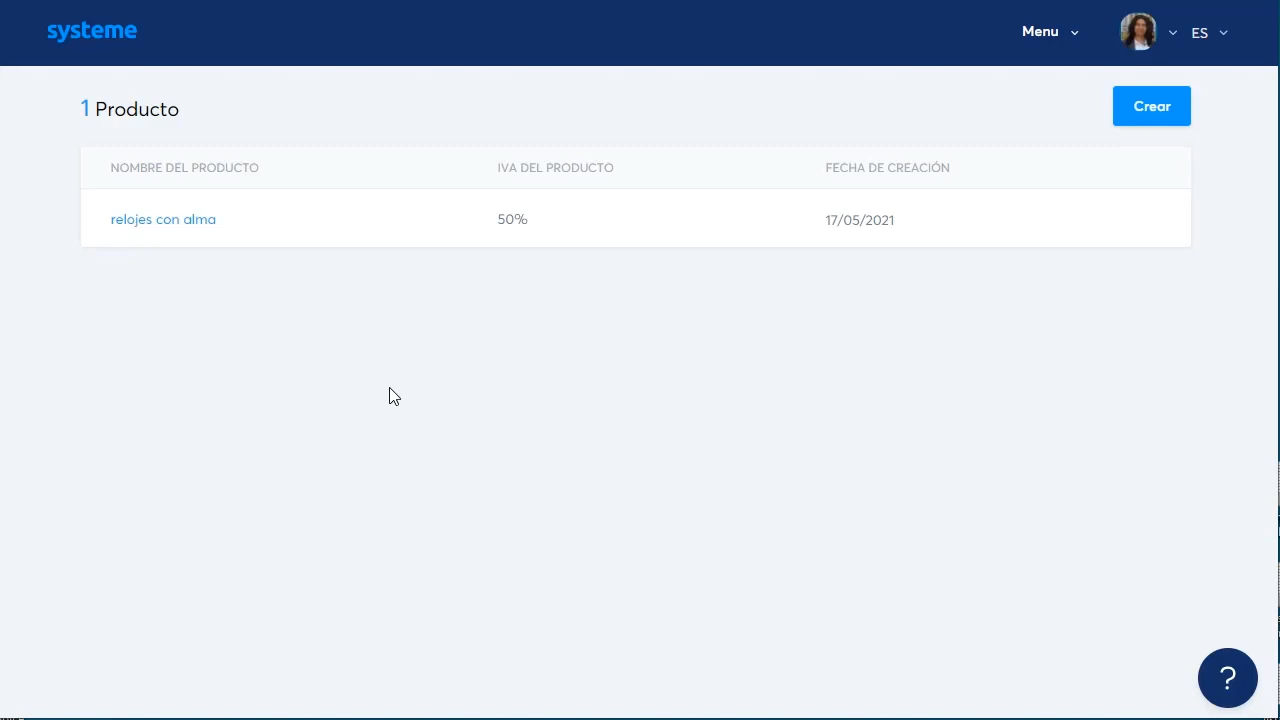 systeme
Menu
ES
1 Producto
Crear
NOMBRE DEL PRODUCTO IVA DEL PRODUCTO FECHA DE CREACIÓN
relojes con alma 50% 17/05/2021
?